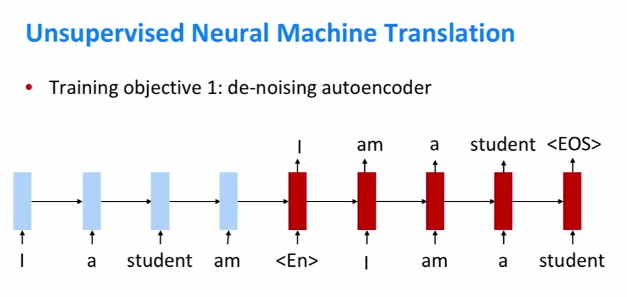 Unsupervised Neural Machine Translation
• Training objective 1: de-noising autoencoder
I am a student <EOS>
I a student am <En> I am a student